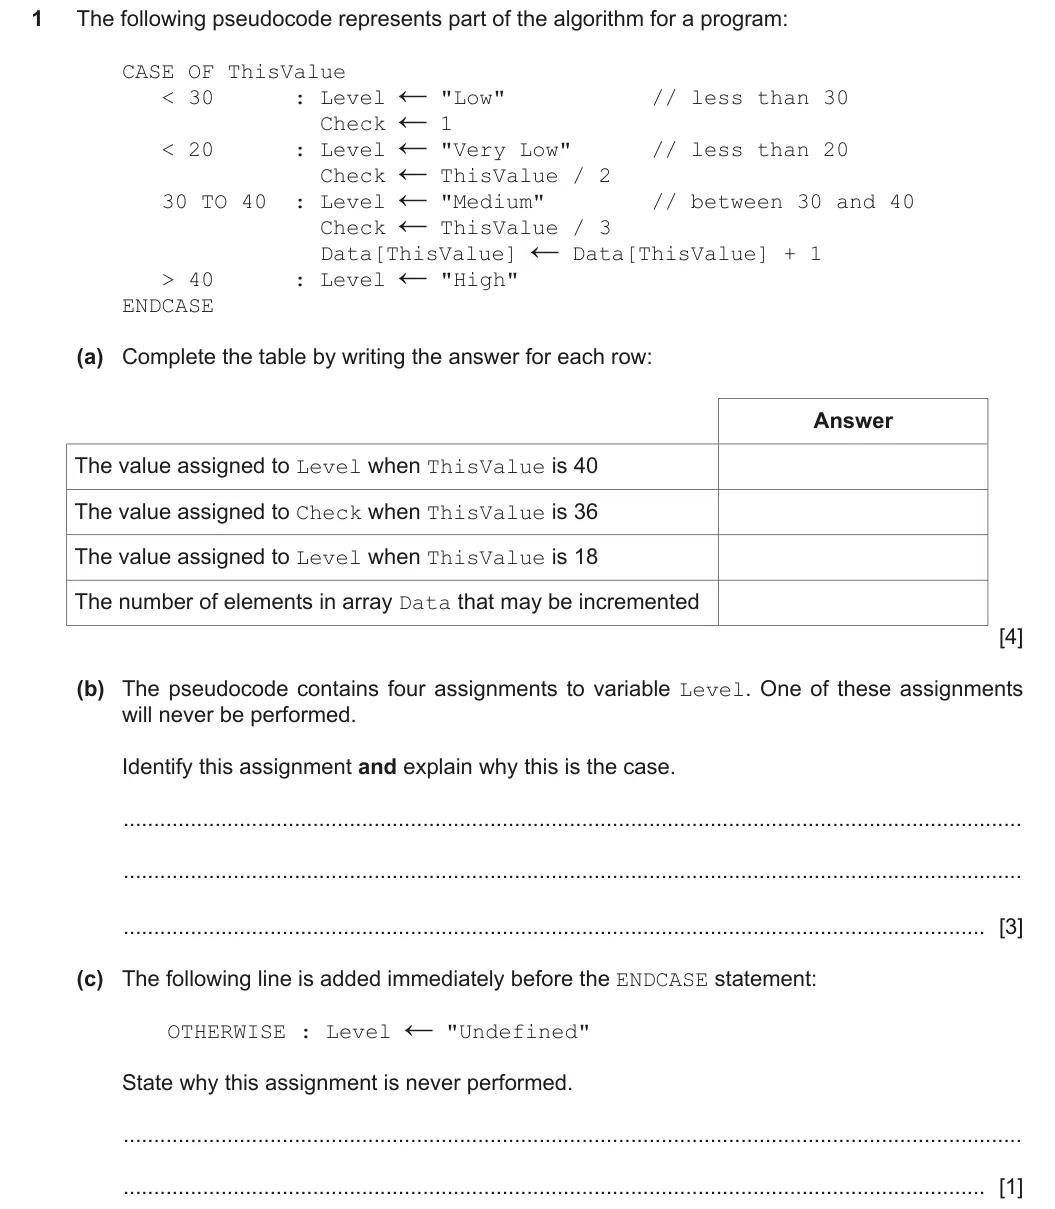 1 The following pseudocode represents part of the algorithm for a program:
CASE OF ThisValue
< 30 : Level ← "Low" // less than 30
Check ← 1
< 20 : Level ← "Very Low" // less than 20
Check ← ThisValue / 2
30 TO 40 : Level ← "Medium" // between 30 and 40
Check ← ThisValue / 3
Data[ThisValue] ← Data[ThisValue] + 1
> 40 : Level ← "High"
ENDCASE
(a) Complete the table by writing the answer for each row:
Answer
The value assigned to Level when ThisValue is 40
The value assigned to Check when ThisValue is 36
The value assigned to Level when ThisValue is 18
The number of elements in array Data that may be incremented
[4]
(b) The pseudocode contains four assignments to variable Level. One of these assignments
will never be performed.
Identify this assignment and explain why this is the case.
[3]
(c) The following line is added immediately before the ENDCASE statement:
OTHERWISE : Level ← "Undefined"
State why this assignment is never performed.
[1]